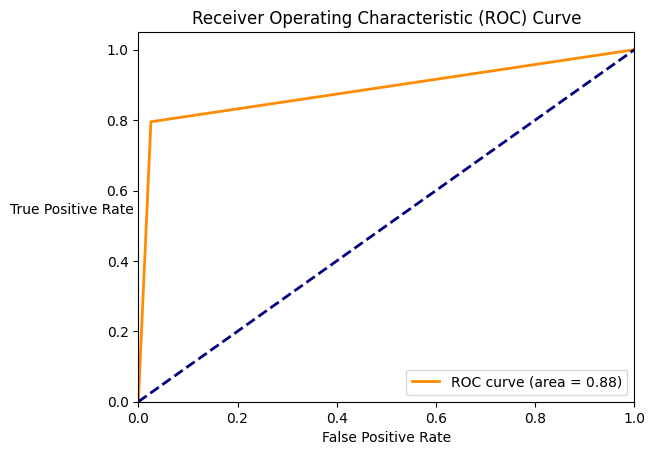 Receiver Operating Characteristic (ROC) Curve
1.0
0.8
0.6
True Positive Rate
0.4
0.2
0.0
ROC curve (area = 0.88)
0.0 0.2 0.4 0.6 0.8 1.0
False Positive Rate